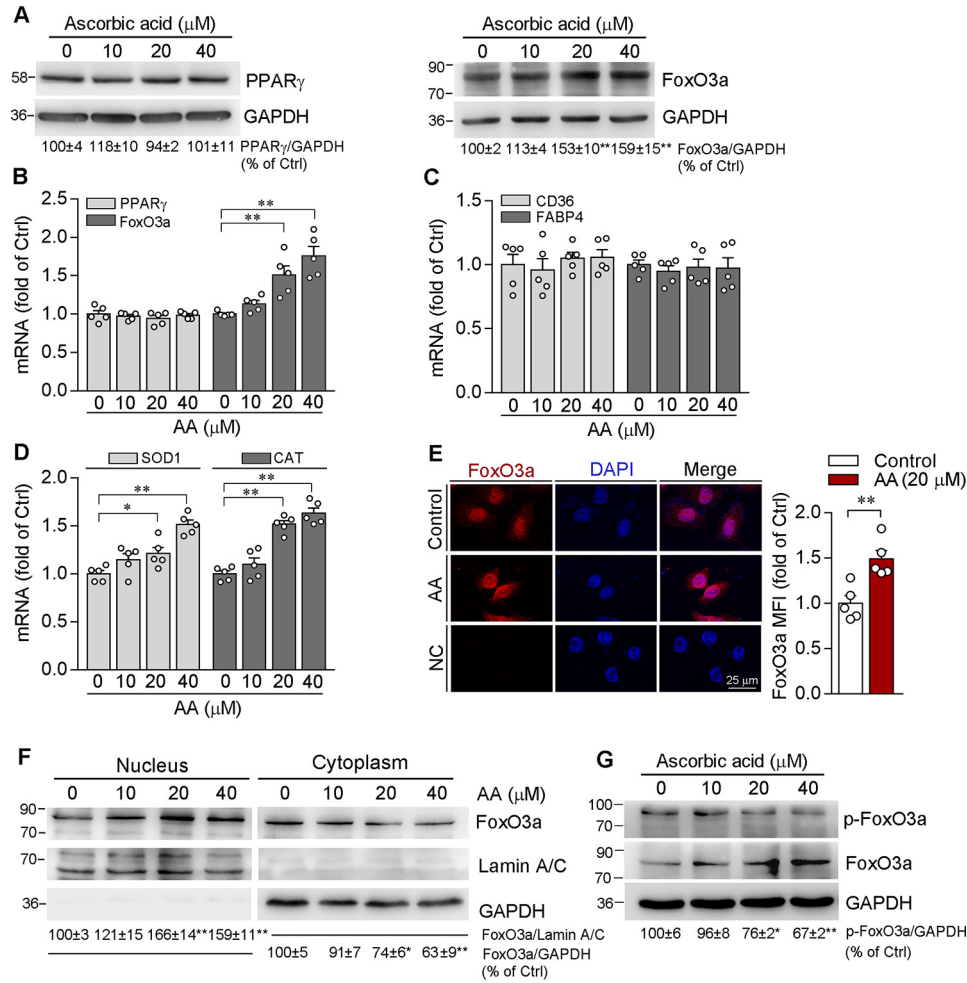 A
Ascorbic acid (µM)
0 10 20 40
58
PPARγ
36
GAPDH
100±4 118±10 94±2 101±11 PPARγ/GAPDH
(% of Ctrl)
Ascorbic acid (µM)
0 10 20 40
90
FoxO3a
70
36
GAPDH
100±2 113±4 153±10** 159±15** FoxO3a/GAPDH
(% of Ctrl)
B
mRNA (fold of Ctrl)
2.5
2.0
1.5
1.0
0.5
0.0
PPARγ
FoxO3a
**
**
0 10 20 40 0 10 20 40
AA (µM)
C
mRNA (fold of Ctrl)
1.5
1.0
0.5
0.0
CD36
FABP4
0 10 20 40 0 10 20 40
AA (µM)
D
mRNA (fold of Ctrl)
2.0
1.5
1.0
0.5
0.0
SOD1
CAT
**
*
**
**
0 10 20 40 0 10 20 40
AA (µM)
E
FoxO3a DAPI Merge
Control
AA
NC
25 µm
Control
AA (20 µM)
FoxO3a MFI (fold of Ctrl)
**
2.0
1.5
1.0
0.5
0.0
F
Nucleus Cytoplasm
0 10 20 40 0 10 20 40 AA (µM)
90
FoxO3a
70
70
Lamin A/C
36
GAPDH
100±3 121±15 166±14** 159±11** FoxO3a/Lamin A/C
100±5 91±7 74±6* 63±9** FoxO3a/GAPDH
(% of Ctrl)
G
Ascorbic acid (µM)
0 10 20 40
100
p-FoxO3a
90
90
FoxO3a
70
36
GAPDH
100±6 96±8 76±2* 67±2** p-FoxO3a/GAPDH
(% of Ctrl)